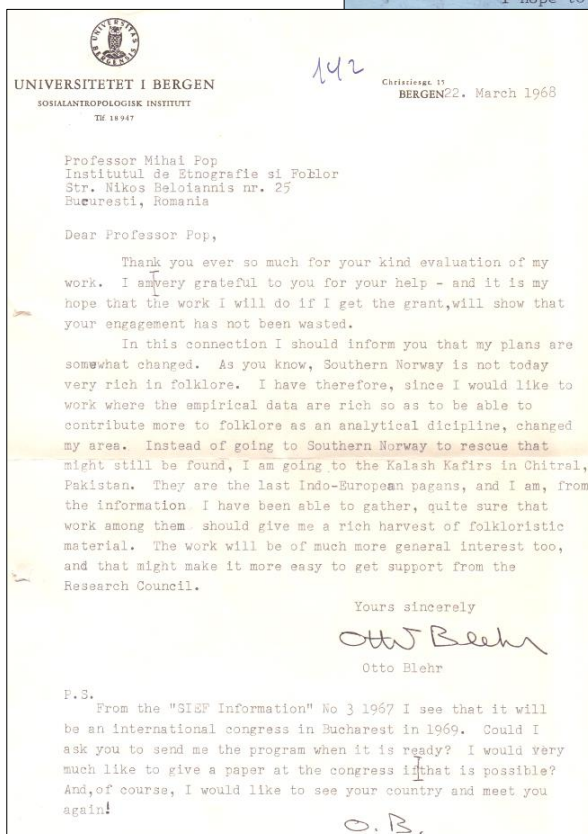 I hope to
UNIVERSITETET I BERGEN
SOSIALANTROPOLOGISK INSTITUTT
Tlf. 18 947
142
Christiesgt. 15
BERGEN 22. March 1968
Professor Mihai Pop
Institutul de Etnografie si Folklor
Str. Nikos Beloiannis nr. 25
Bucuresti, Romania
Dear Professor Pop,
Thank you ever so much for your kind evaluation of my
work. I am very grateful to you for your help - and it is my
hope that the work I will do if I get the grant,will show that
your engagement has not been wasted.
In this connection I should inform you that my plans are
somewhat changed. As you know, Southern Norway is not today
very rich in folklore. I have therefore, since I would like to
work where the empirical data are rich so as to be able to
contribute more to folklore as an analytical dicipline, changed
my area. Instead of going to Southern Norway to rescue that
might still be found, I am going to the Kalash Kafirs in Chitral,
Pakistan. They are the last Indo-European pagans, and I am, from
the information I have been able to gather, quite sure that
work among them should give me a rich harvest of folkloristic
material. The work will be of much more general interest too,
and that might make it more easy to get support from the
Research Council.
Yours sincerely
Otto Blehr
Otto Blehr
P.S.
From the "SIEF Information" No 3 1967 I see that it will
be an international congress in Bucharest in 1969. Could I
ask you to send me the program when it is ready? I would very
much like to give a paper at the congress if that is possible?
And,of course, I would like to see your country and meet you
again!
O. B.